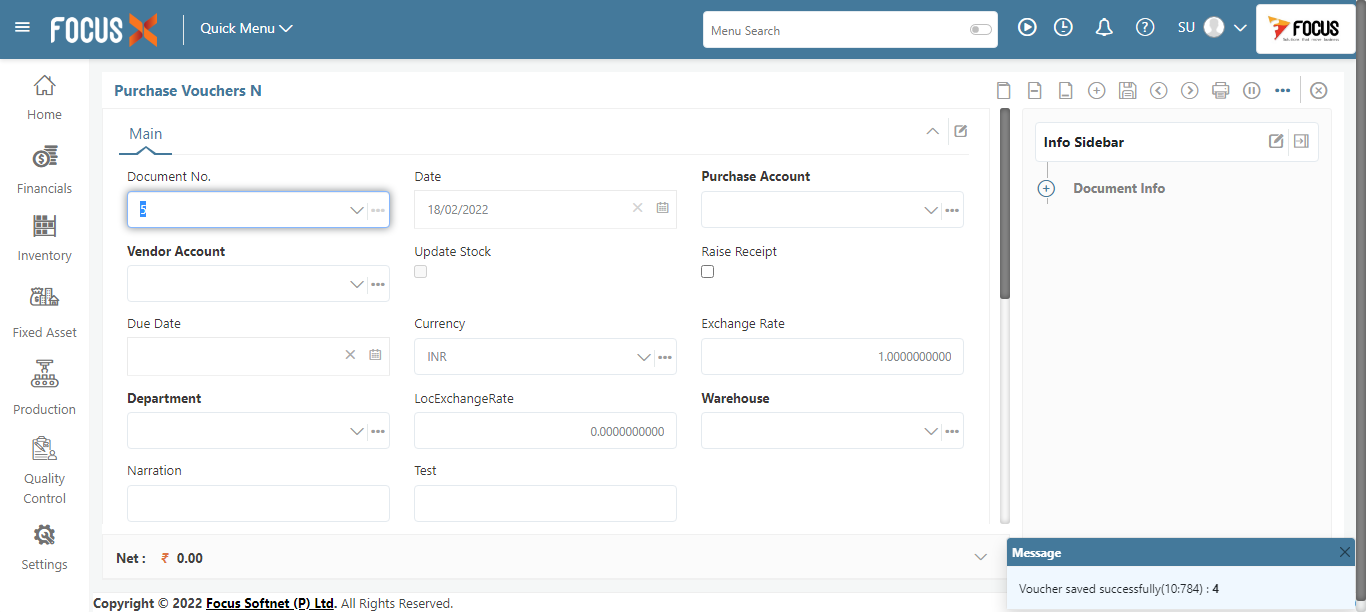 FOCUS X
Quick Menu
Menu Search
SU
FOCUS
Purchase Vouchers N
Home
Financials
Inventory
Fixed Asset
Production
Quality
Control
Settings
Main
Document No.
Date
Purchase Account
5
18/02/2022
Vendor Account
Update Stock
Raise Receipt
Due Date
Currency
Exchange Rate
INR
1.0000000000
Department
LocExchangeRate
Warehouse
0.0000000000
Narration
Test
Info Sidebar
Document Info
Net : ₹ 0.00
Message
Voucher saved successfully(10:784) : 4
Copyright © 2022 Focus Softnet (P) Ltd. All Rights Reserved.